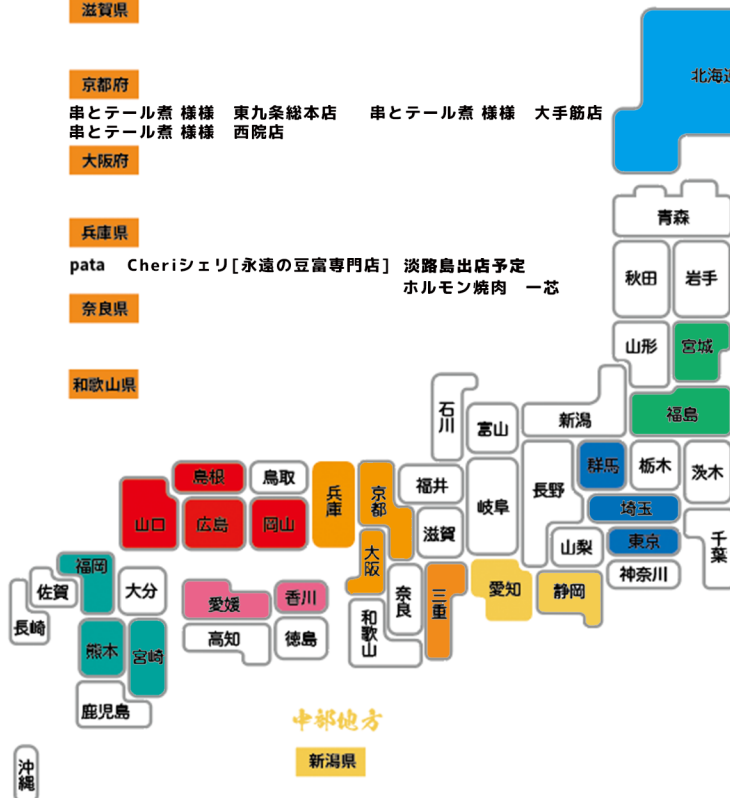 滋賀県
京都府
串とテール煮 様様　東九条総本店　　串とテール煮 様様　大手筋店
串とテール煮 様様　西院店
大阪府
兵庫県
pata　Cheriシェリ[永遠の豆富専門店]　淡路島出店予定
ホルモン焼肉　一芯
奈良県
和歌山県
北海道
青森
秋田
岩手
山形
宮城
石川
富山
新潟
福島
島根
鳥取
兵庫
京都
福井
岐阜
長野
群馬
栃木
茨木
山口
広島
岡山
滋賀
埼玉
東京
千葉
山梨
神奈川
福岡
大阪
佐賀
大分
愛媛
香川
奈良
三重
愛知
静岡
長崎
高知
徳島
和歌山
熊本
宮崎
鹿児島
中部地方
新潟県
沖縄